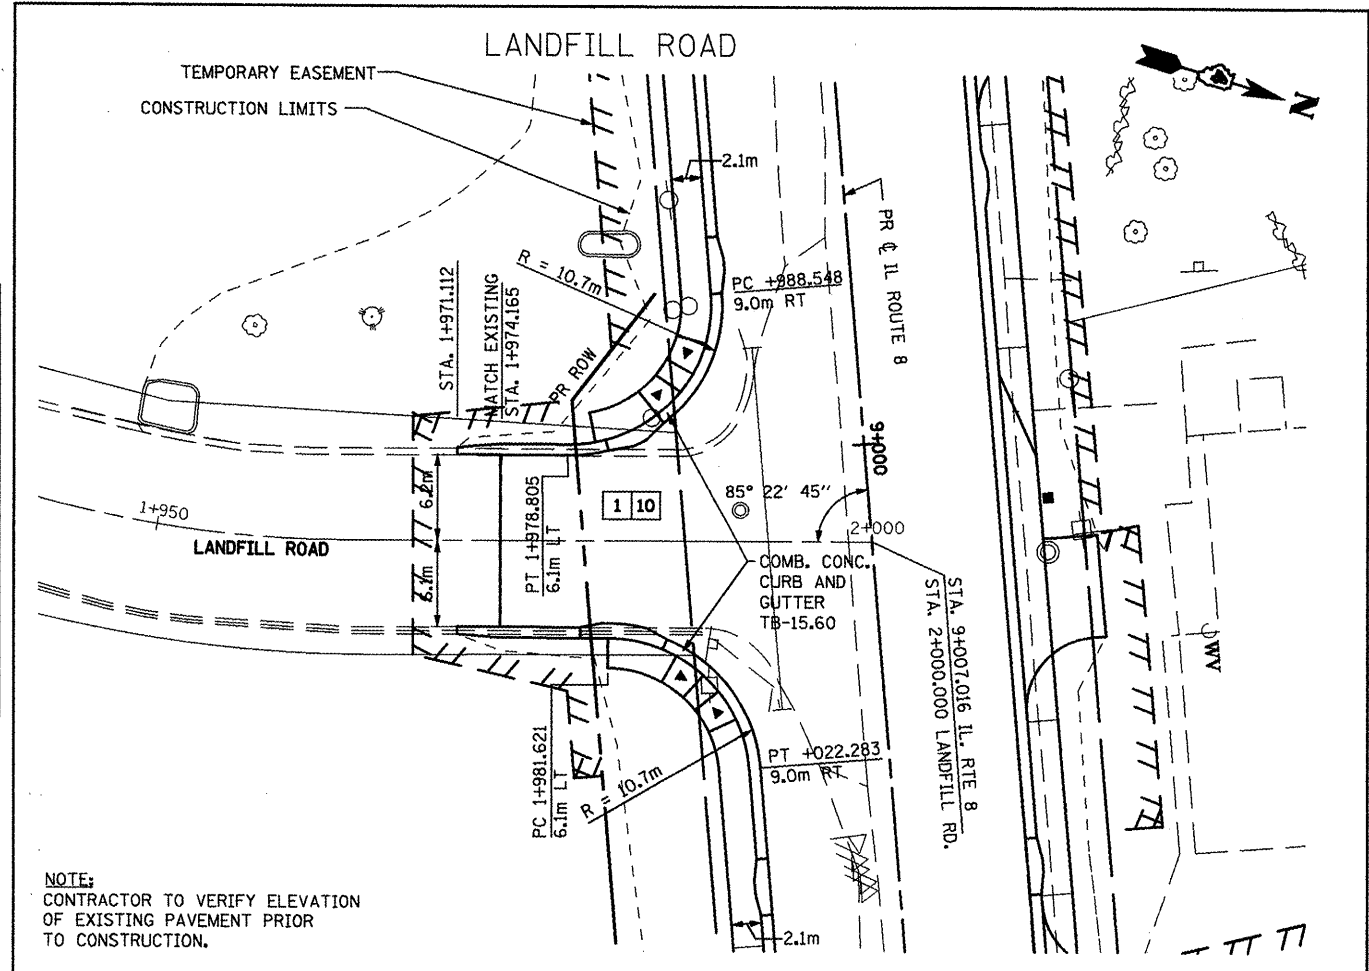 LANDFILL ROAD
TEMPORARY EASEMENT
CONSTRUCTION LIMITS
N
2.1m
PR ℄ IL ROUTE 8
R = 10.7m
PC +988.548
9.0m RT
STA. 1+971.112
MATCH EXISTING
STA. 1+974.165
PR ROW
9+000
6.2m
1+950
LANDFILL ROAD
PT 1+978.805
6.1m LT
1 10
85° 22' 45"
2+000
6.1m
COMB. CONC.
CURB AND
GUTTER
TB-15.60
STA. 9+007.016 IL. RTE 8
STA. 2+000.000 LANDFILL RD.
WV
PC 1+981.621
6.1m LT
R = 10.7m
PT +022.283
9.0m RT
2.1m
NOTE:
CONTRACTOR TO VERIFY ELEVATION
OF EXISTING PAVEMENT PRIOR
TO CONSTRUCTION.